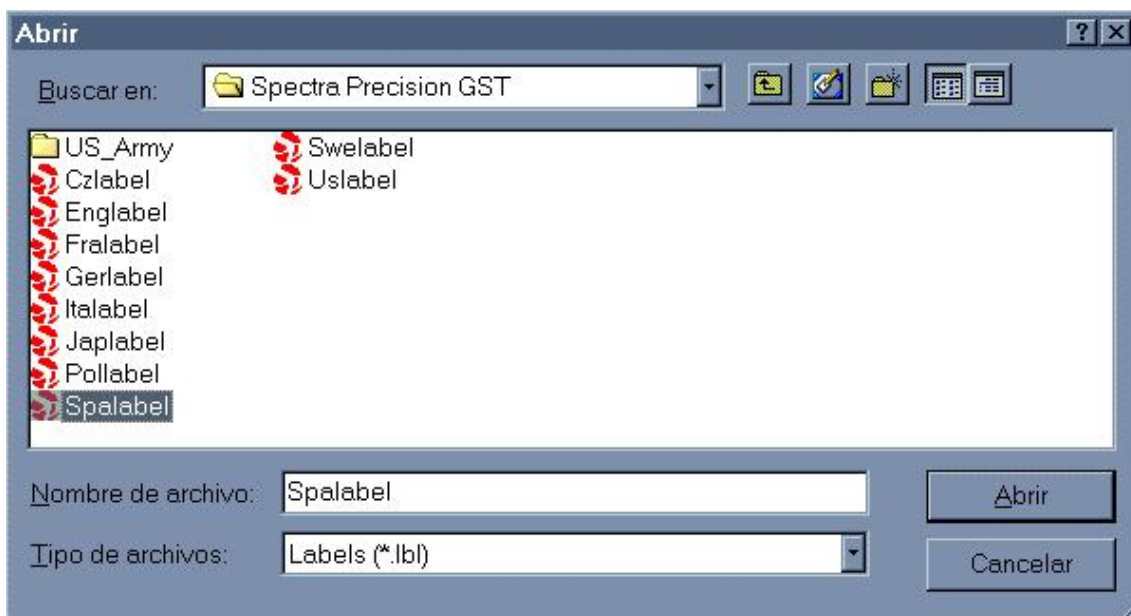 Abrir
Buscar en: Spectra Precision GST
US_Army
Czlabel
Englabel
Fralabel
Gerlabel
Italabel
Japlabel
Pollabel
Spalabel
Swelabel
Uslabel
Nombre de archivo: Spalabel Abrir
Tipo de archivos: Labels (*.lbl) Cancelar